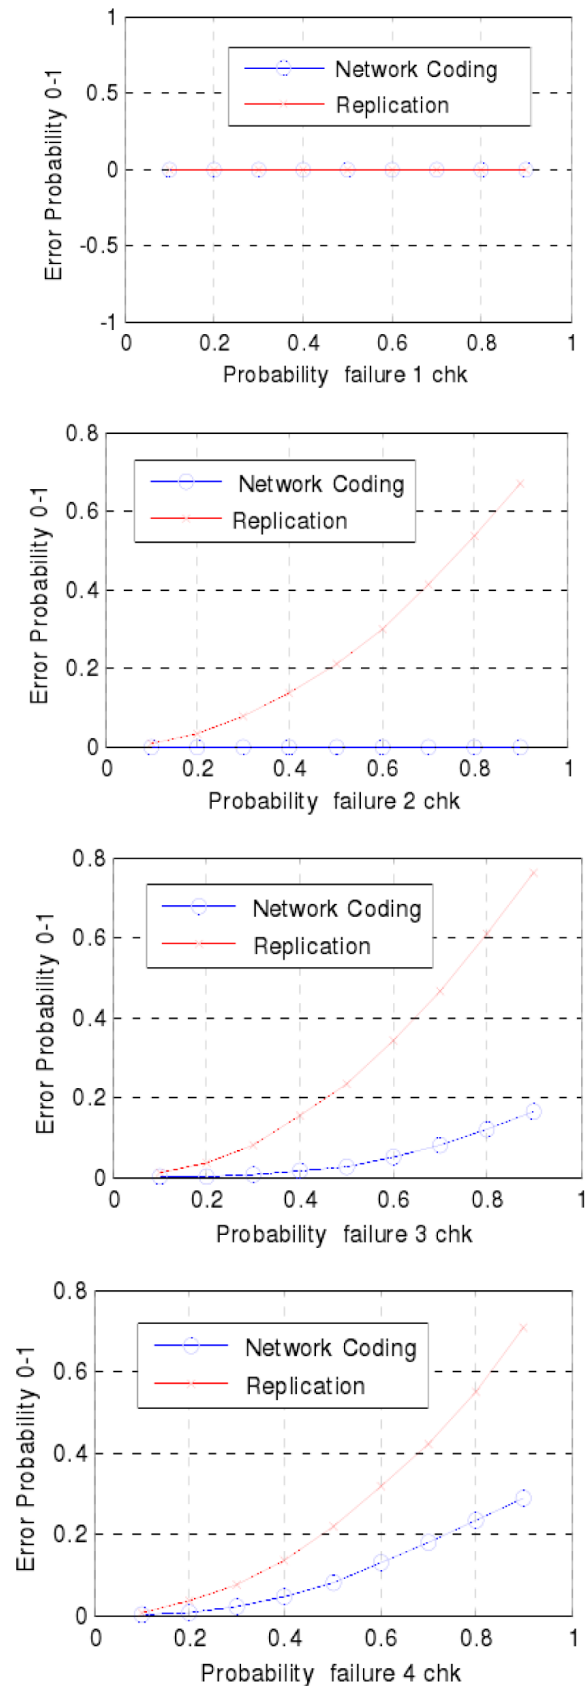 1
0.5
0
-0.5
-1
Error Probability 0-1
Network Coding
Replication
0 0.2 0.4 0.6 0.8 1
Probability failure 1 chk
0.8
0.6
0.4
0.2
0
Error Probability 0-1
Network Coding
Replication
0 0.2 0.4 0.6 0.8 1
Probability failure 2 chk
0.8
0.6
0.4
0.2
0
Error Probability 0-1
Network Coding
Replication
0 0.2 0.4 0.6 0.8 1
Probability failure 3 chk
0.8
0.6
0.4
0.2
0
Error Probability 0-1
Network Coding
Replication
0 0.2 0.4 0.6 0.8 1
Probability failure 4 chk